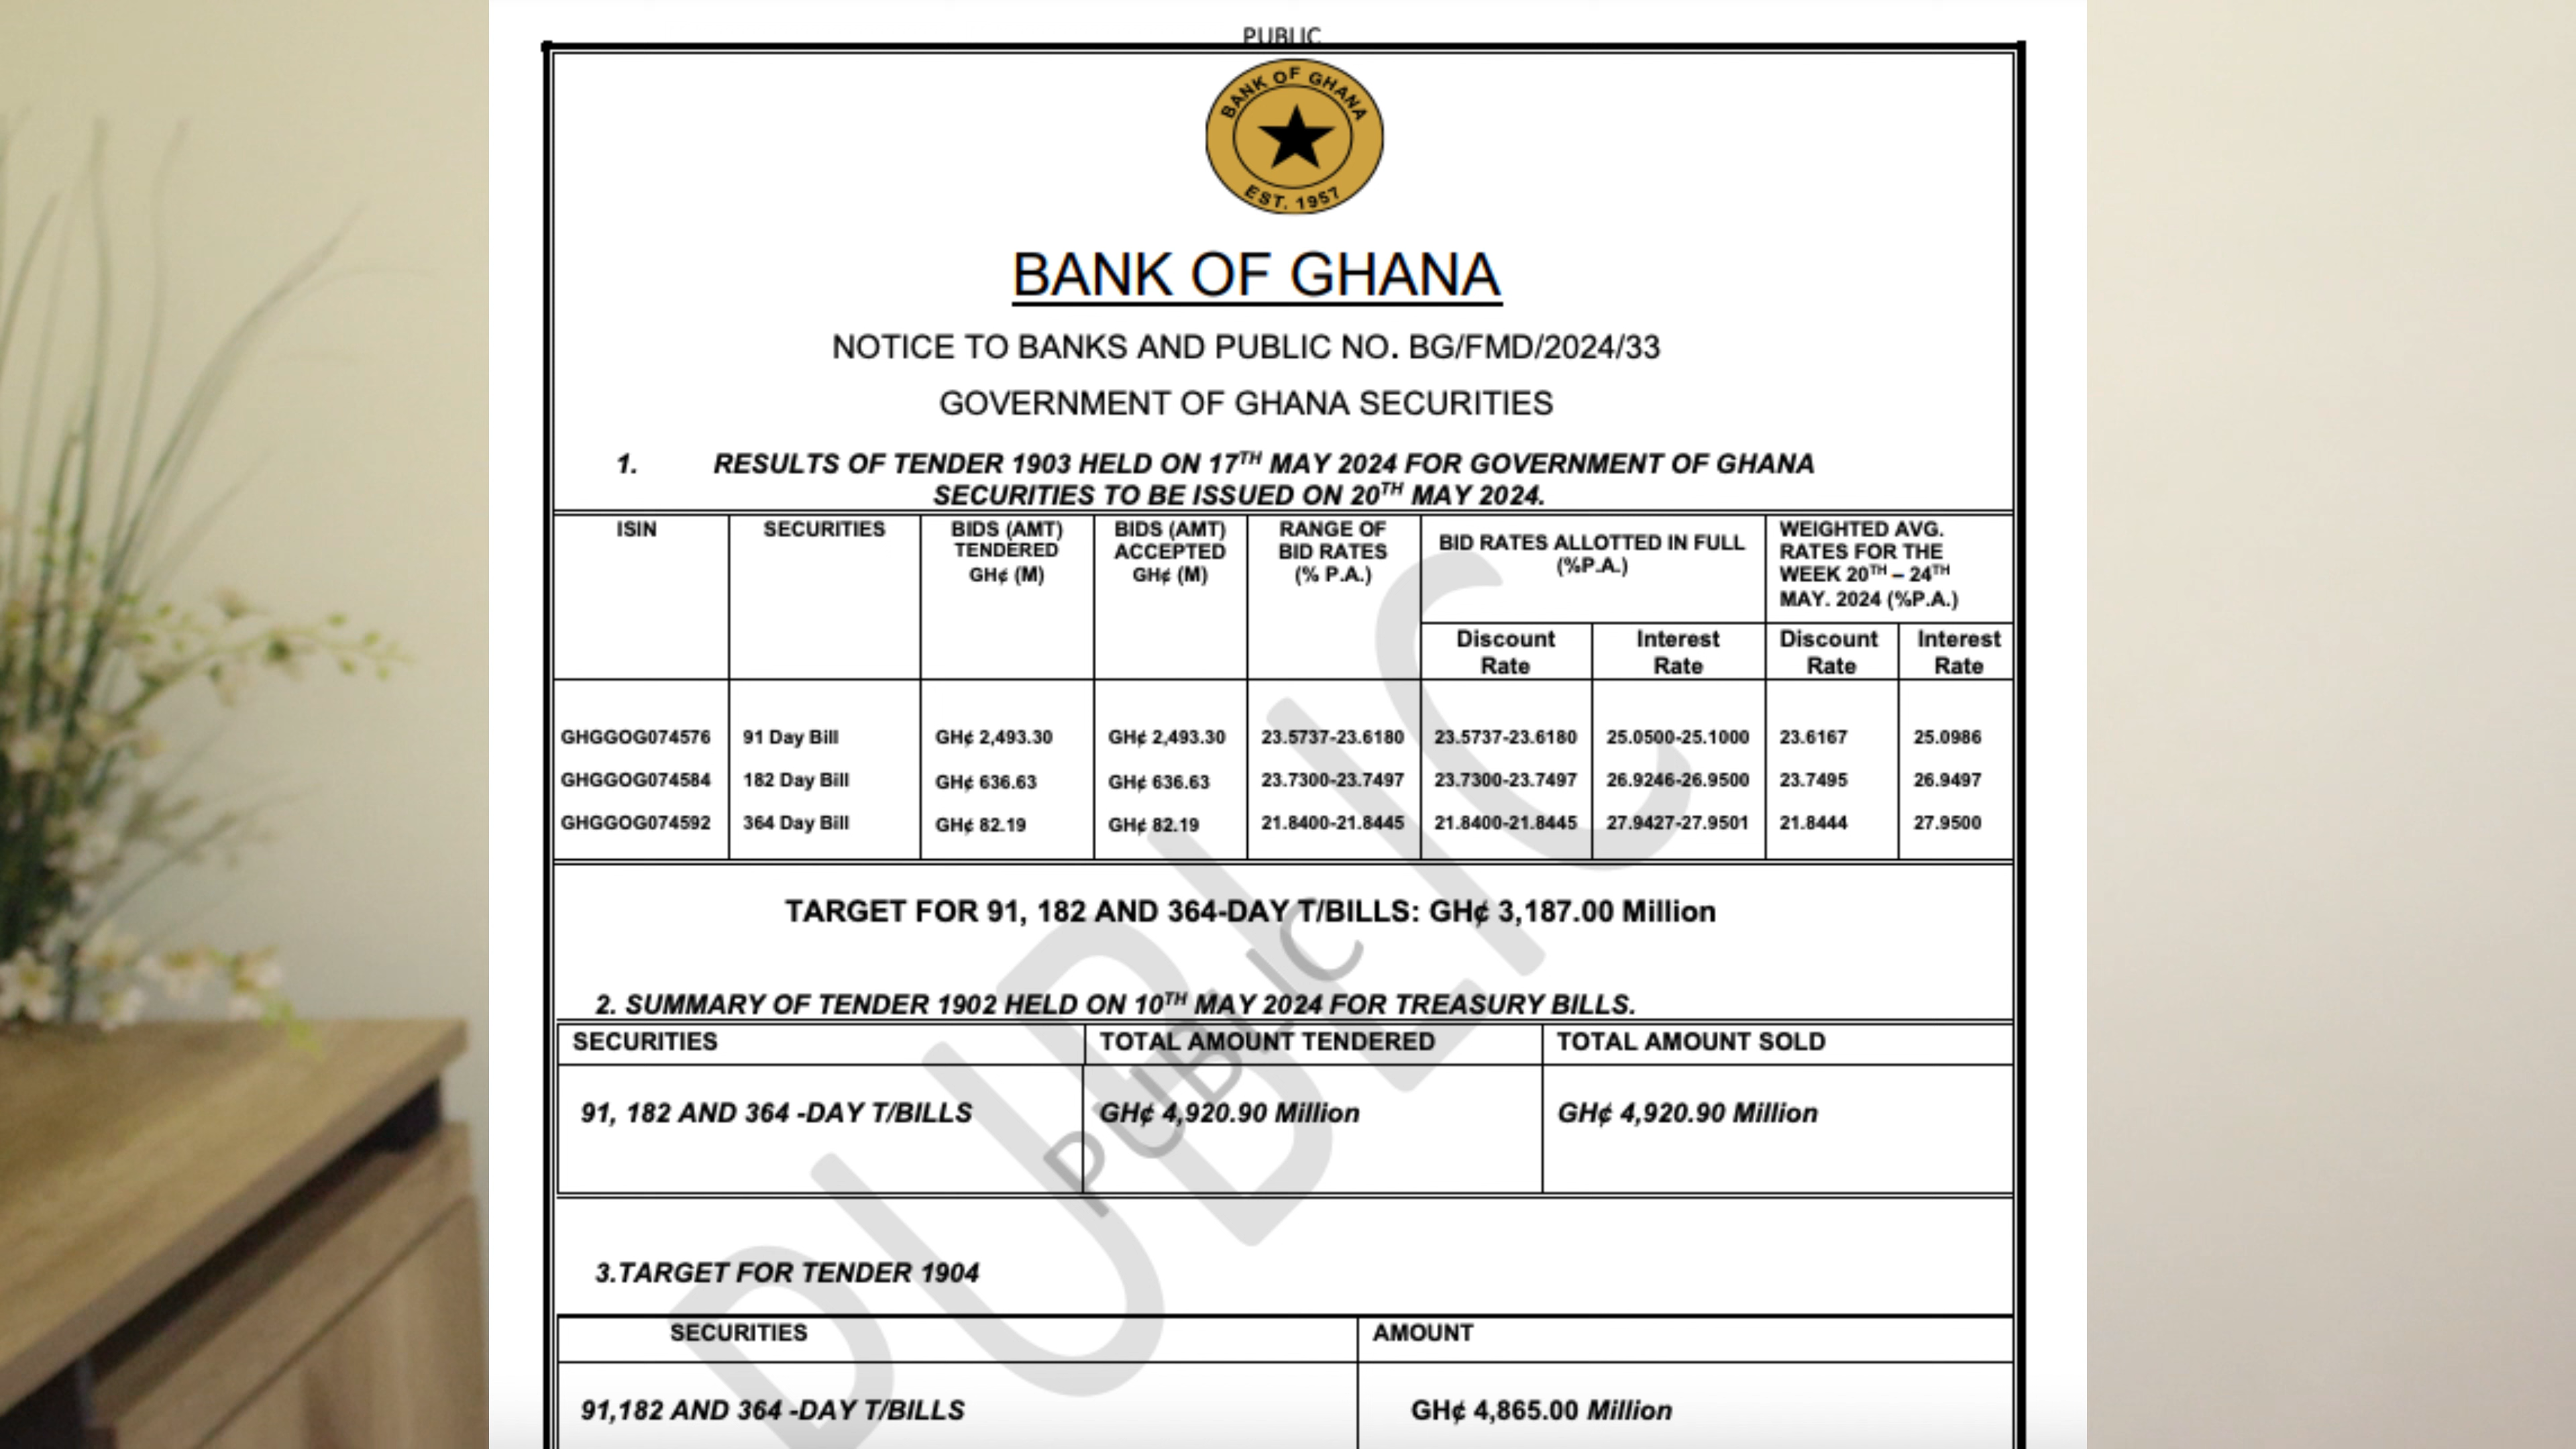 PUBLIC
BANK OF GHANA
EST. 1957
BANK OF GHANA
NOTICE TO BANKS AND PUBLIC NO. BG/FMD/2024/33
GOVERNMENT OF GHANA SECURITIES
1. RESULTS OF TENDER 1903 HELD ON 17TH MAY 2024 FOR GOVERNMENT OF GHANA
SECURITIES TO BE ISSUED ON 20TH MAY 2024.
ISIN SECURITIES BIDS (AMT) TENDERED GH¢ (M) BIDS (AMT) ACCEPTED GH¢ (M) RANGE OF BID RATES (% P.A.) BID RATES ALLOTTED IN FULL (%P.A.) WEIGHTED AVG. RATES FOR THE WEEK 20TH – 24TH MAY. 2024 (%P.A.)
Discount Rate Interest Rate Discount Rate Interest Rate
GHGGOG074576 91 Day Bill GH¢ 2,493.30 GH¢ 2,493.30 23.5737-23.6180 23.5737-23.6180 25.0500-25.1000 23.6167 25.0986
GHGGOG074584 182 Day Bill GH¢ 636.63 GH¢ 636.63 23.7300-23.7497 23.7300-23.7497 26.9246-26.9500 23.7495 26.9497
GHGGOG074592 364 Day Bill GH¢ 82.19 GH¢ 82.19 21.8400-21.8445 21.8400-21.8445 27.9427-27.9501 21.8444 27.9500
TARGET FOR 91, 182 AND 364-DAY T/BILLS: GH¢ 3,187.00 Million
2. SUMMARY OF TENDER 1902 HELD ON 10TH MAY 2024 FOR TREASURY BILLS.
SECURITIES TOTAL AMOUNT TENDERED TOTAL AMOUNT SOLD
91, 182 AND 364 -DAY T/BILLS GH¢ 4,920.90 Million GH¢ 4,920.90 Million
3.TARGET FOR TENDER 1904
SECURITIES AMOUNT
91,182 AND 364 -DAY T/BILLS GH¢ 4,865.00 Million
PUBLIC
PUBLIC